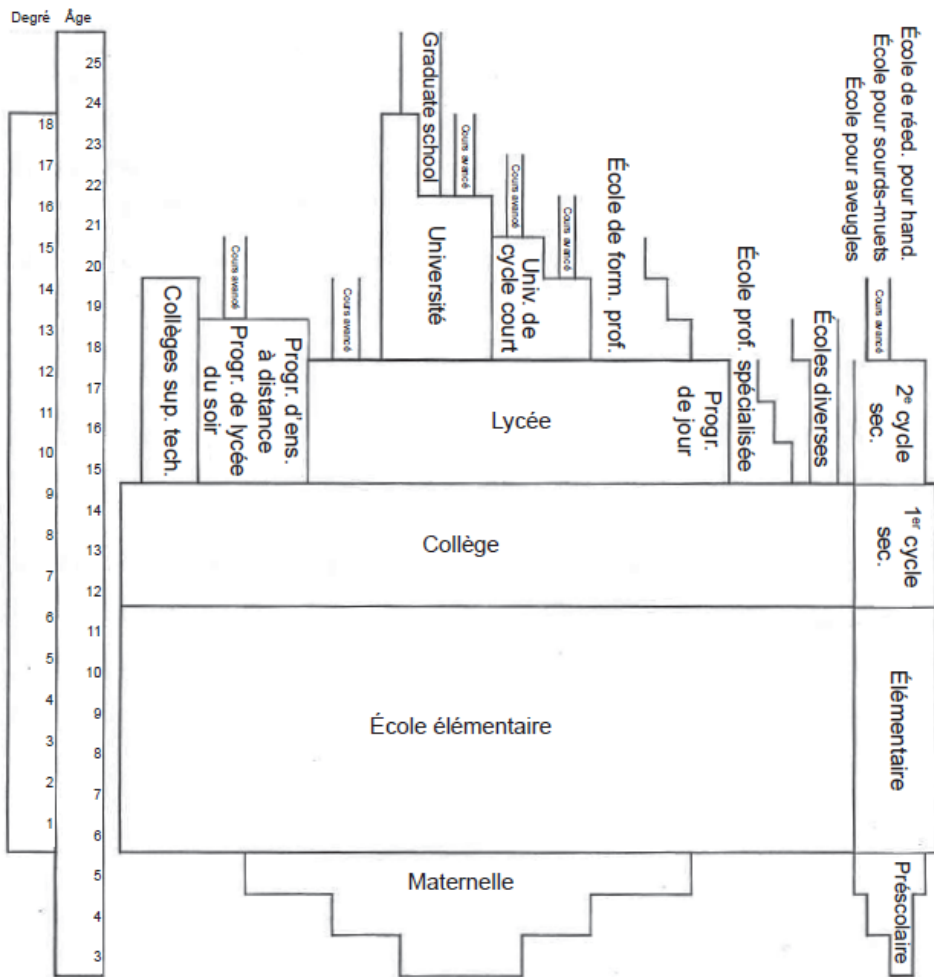 Degré Âge
25
24
23
22
21
20
19
18
17
16
15
14
13
12
11
10
9
8
7
6
5
4
3
18
17
16
15
14
13
12
11
10
9
8
7
6
5
4
3
2
1
Graduate school
Cours avancé
Cours avancé
Cours avancé
Cours avancé
Cours avancé
Cours avancé
Université
Univ. de
cycle court
École de form. prof.
École prof. spécialisée
Écoles diverses
École de rééd. pour hand.
École pour sourds-muets
École pour aveugles
Collèges sup. tech.
Progr. d'ens.
à distance
Progr. de lycée
du soir
Lycée
Progr.
de jour
2e cycle
sec.
Collège
1er cycle
sec.
École élémentaire
Élémentaire
Maternelle
Préscolaire